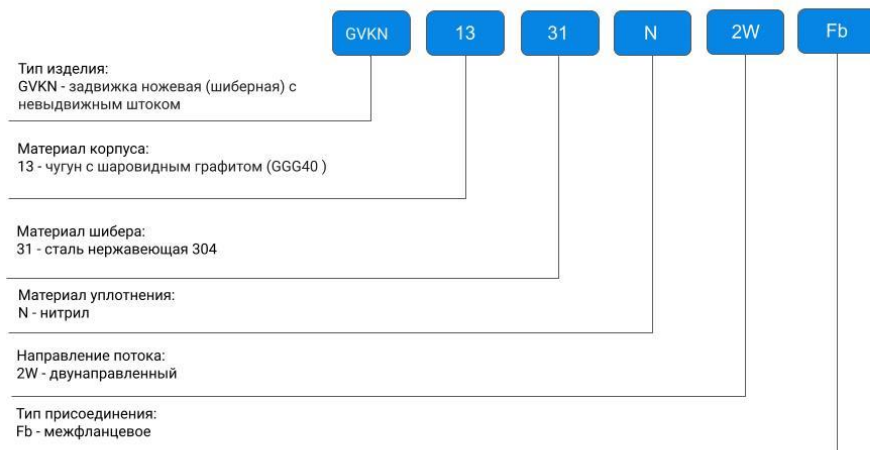 GVKN 13 31 N 2W Fb
Тип изделия:
GVKN - задвижка ножевая (шиберная) с
невыдвижным штоком
Материал корпуса:
13 - чугун с шаровидным графитом (GGG40 )
Материал шибера:
31 - сталь нержавеющая 304
Материал уплотнения:
N - нитрил
Направление потока:
2W - двунаправленный
Тип присоединения:
Fb - межфланцевое